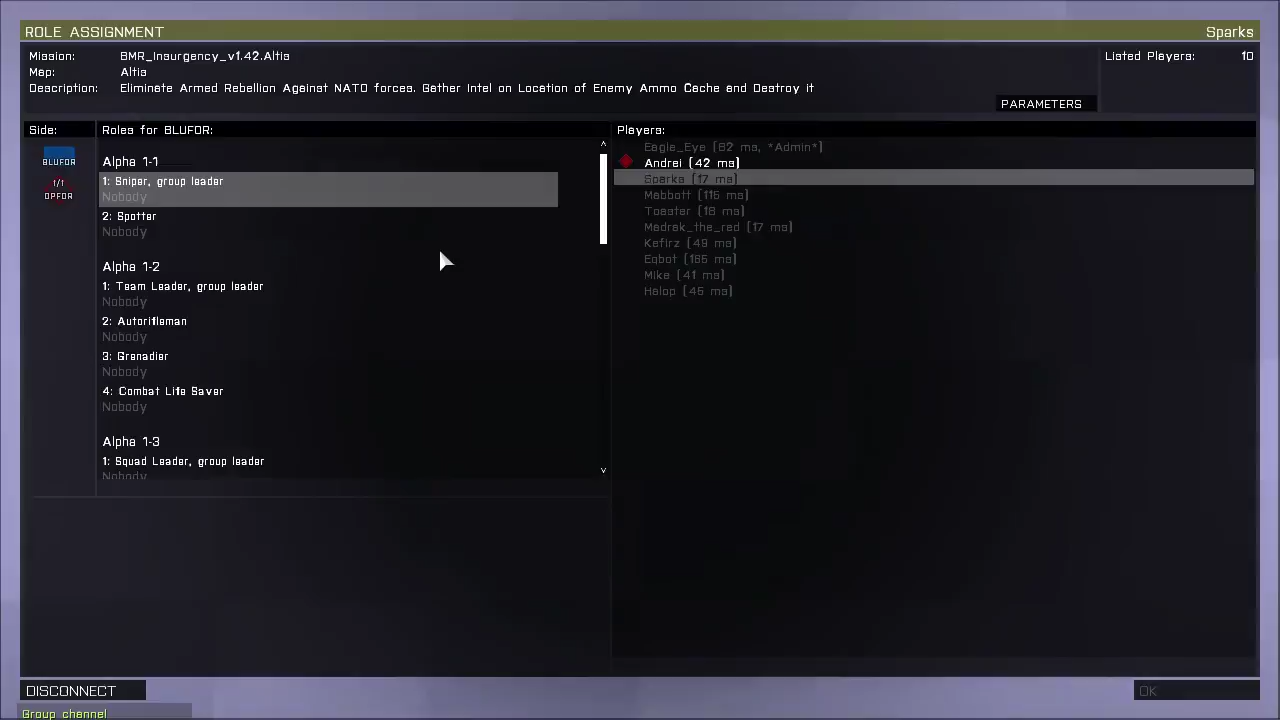 ROLE ASSIGNMENT
Sparks
Mission: BMR_Insurgency_v1.42.Altis
Map: Altis
Description: Eliminate Armed Rebellion Against NATO forces. Gather Intel on Location of Enemy Ammo Cache and Destroy it
Listed Players: 10
PARAMETERS
Side:
BLUFOR
1/1
OPFOR
Roles for BLUFOR:
Alpha 1-1
1: Sniper, group leader
Nobody
2: Spotter
Nobody
Alpha 1-2
1: Team Leader, group leader
Nobody
2: Autorifleman
Nobody
3: Grenadier
Nobody
4: Combat Life Saver
Nobody
Alpha 1-3
1: Squad Leader, group leader
Nobody
Players:
Eagle_Eye (82 ms, *Admin*)
Andrei (42 ms)
Sparks (17 ms)
Mabbott (115 ms)
Toaster (18 ms)
Madrak_the_red (17 ms)
Kefirz (49 ms)
Eqbot (185 ms)
Mike (41 ms)
Halop (45 ms)
DISCONNECT
OK
Group channel